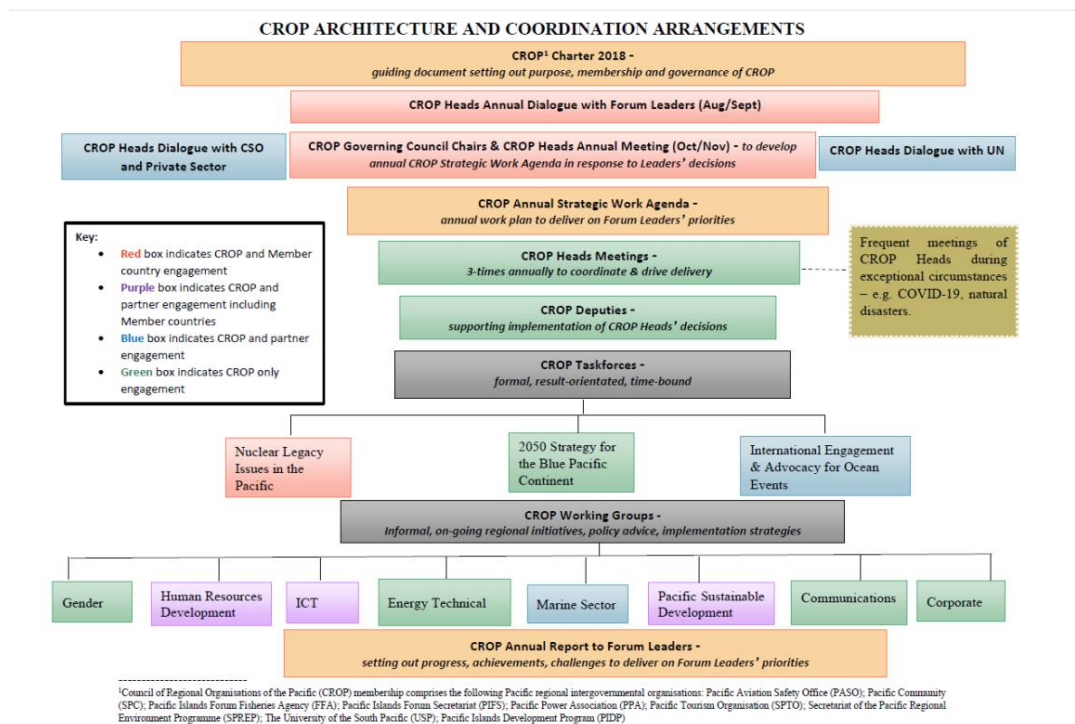 CROP ARCHITECTURE AND COORDINATION ARRANGEMENTS
CROP¹ Charter 2018 -
guiding document setting out purpose, membership and governance of CROP
CROP Heads Annual Dialogue with Forum Leaders (Aug/Sept)
CROP Heads Dialogue with CSO
and Private Sector
CROP Governing Council Chairs & CROP Heads Annual Meeting (Oct/Nov) - to develop
annual CROP Strategic Work Agenda in response to Leaders' decisions
CROP Heads Dialogue with UN
CROP Annual Strategic Work Agenda -
annual work plan to deliver on Forum Leaders' priorities
Key:
• Red box indicates CROP and Member
country engagement
• Purple box indicates CROP and
partner engagement including
Member countries
• Blue box indicates CROP and partner
engagement
• Green box indicates CROP only
engagement
CROP Heads Meetings -
3-times annually to coordinate & drive delivery
Frequent meetings of
CROP Heads during
exceptional circumstances
– e.g. COVID-19, natural
disasters.
CROP Deputies -
supporting implementation of CROP Heads' decisions
CROP Taskforces -
formal, result-orientated, time-bound
Nuclear Legacy
Issues in the
Pacific
2050 Strategy for
the Blue Pacific
Continent
International Engagement
& Advocacy for Ocean
Events
CROP Working Groups -
Informal, on-going regional initiatives, policy advice, implementation strategies
Gender
Human Resources
Development
ICT
Energy Technical
Marine Sector
Pacific Sustainable
Development
Communications
Corporate
CROP Annual Report to Forum Leaders -
setting out progress, achievements, challenges to deliver on Forum Leaders' priorities
¹Council of Regional Organisations of the Pacific (CROP) membership comprises the following Pacific regional intergovernmental organisations: Pacific Aviation Safety Office (PASO); Pacific Community
(SPC); Pacific Islands Forum Fisheries Agency (FFA); Pacific Islands Forum Secretariat (PIFS); Pacific Power Association (PPA); Pacific Tourism Organisation (SPTO); Secretariat of the Pacific Regional
Environment Programme (SPREP); The University of the South Pacific (USP); Pacific Islands Development Program (PIDP)